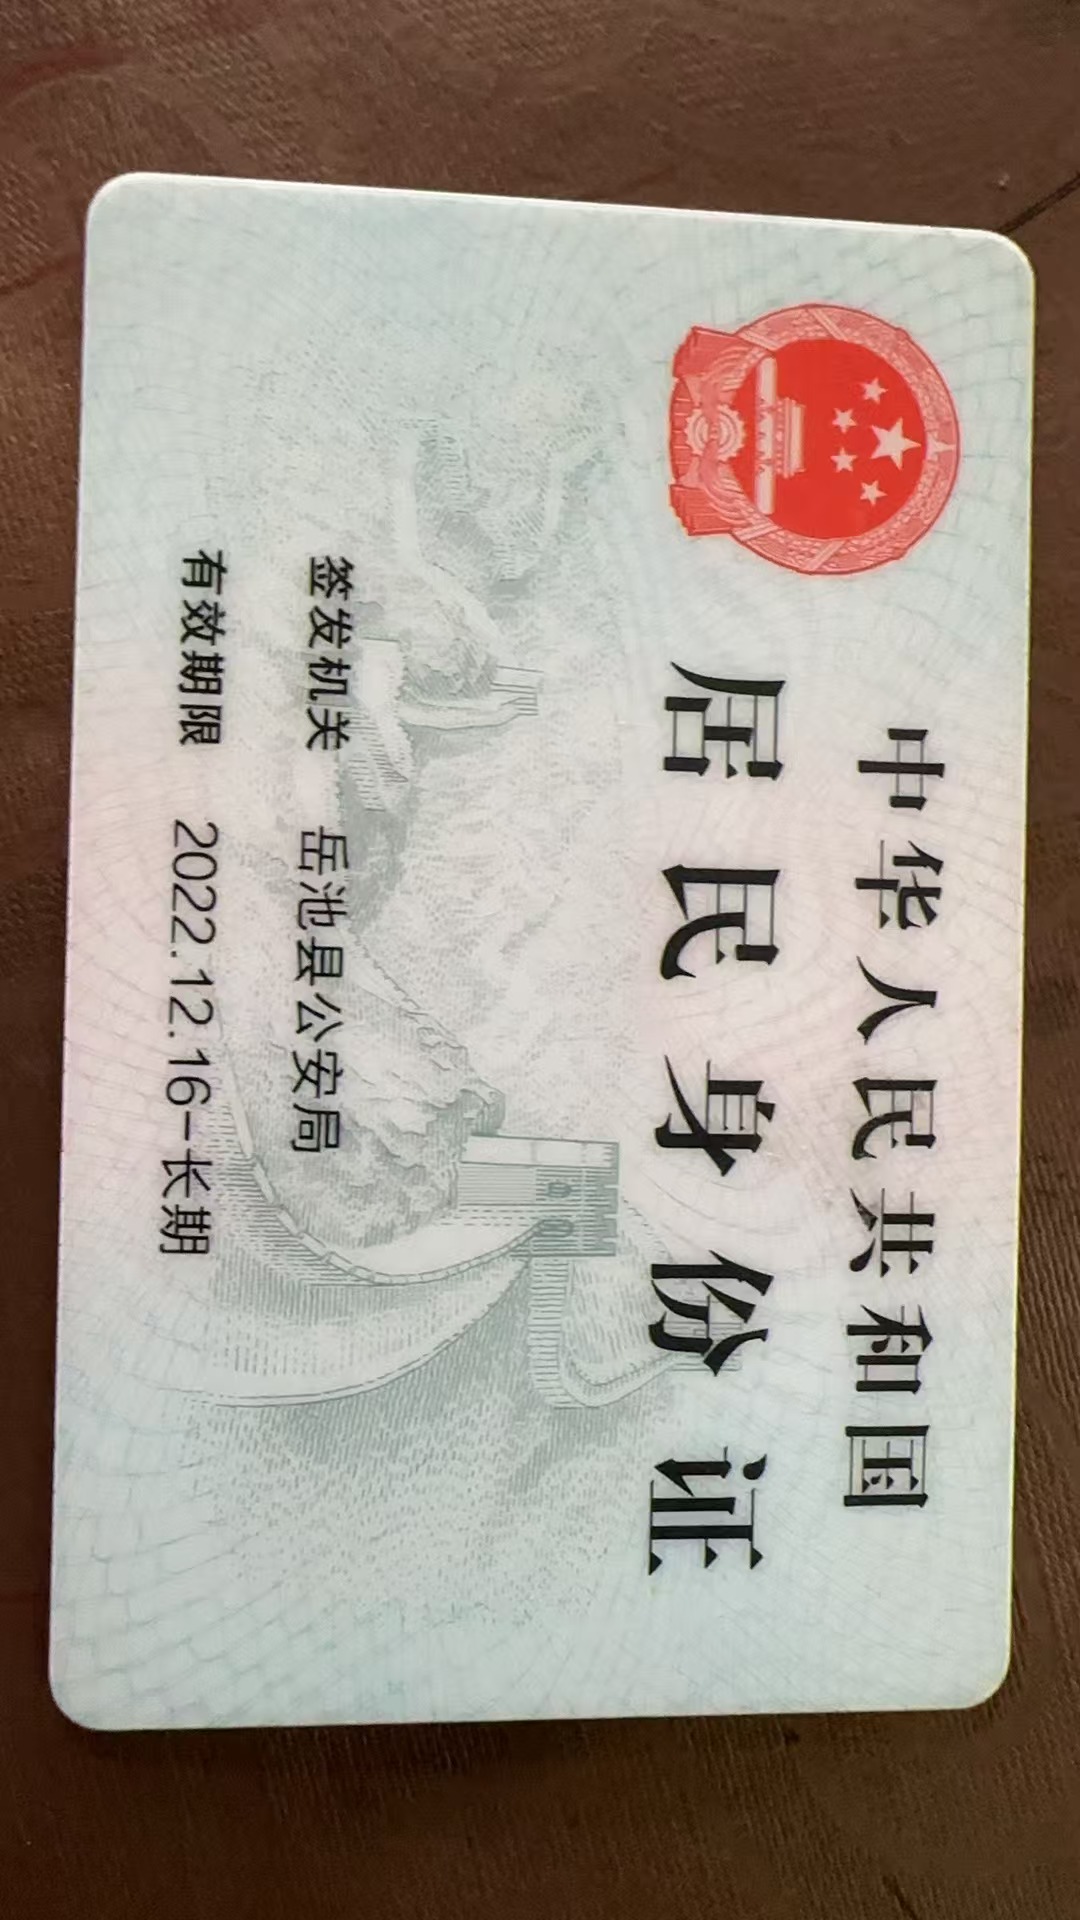 中华人民共和国
居民身份证
签发机关 岳池县公安局
有效期限 2022.12.16-长期